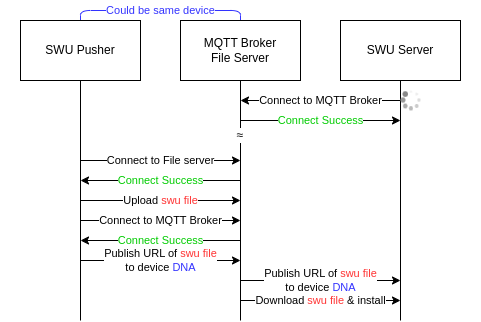 Could be same device
SWU Pusher
MQTT Broker
File Server
SWU Server
Connect to MQTT Broker
Connect Success
≈
Connect to File server
Connect Success
Upload swu file
Connect to MQTT Broker
Connect Success
Publish URL of swu file
to device DNA
Publish URL of swu file
to device DNA
Download swu file & install